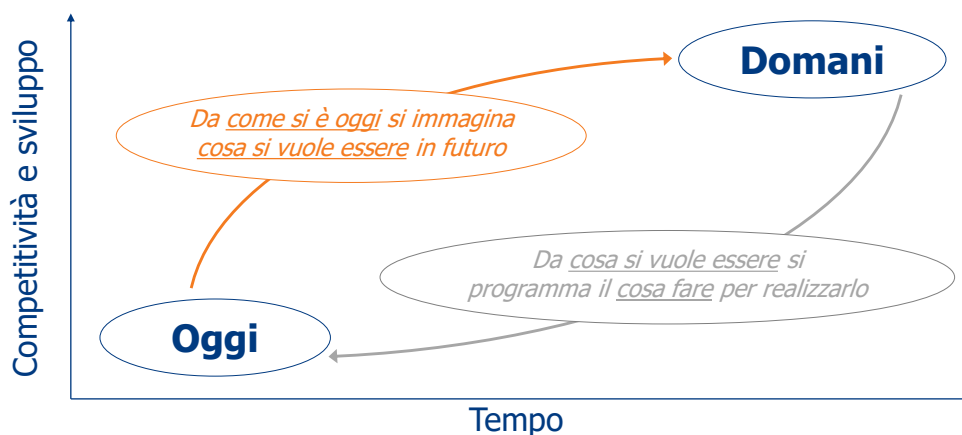 Competitività e sviluppo
Domani
Da come si è oggi si immagina
cosa si vuole essere in futuro
Da cosa si vuole essere si
programma il cosa fare per realizzarlo
Oggi
Tempo